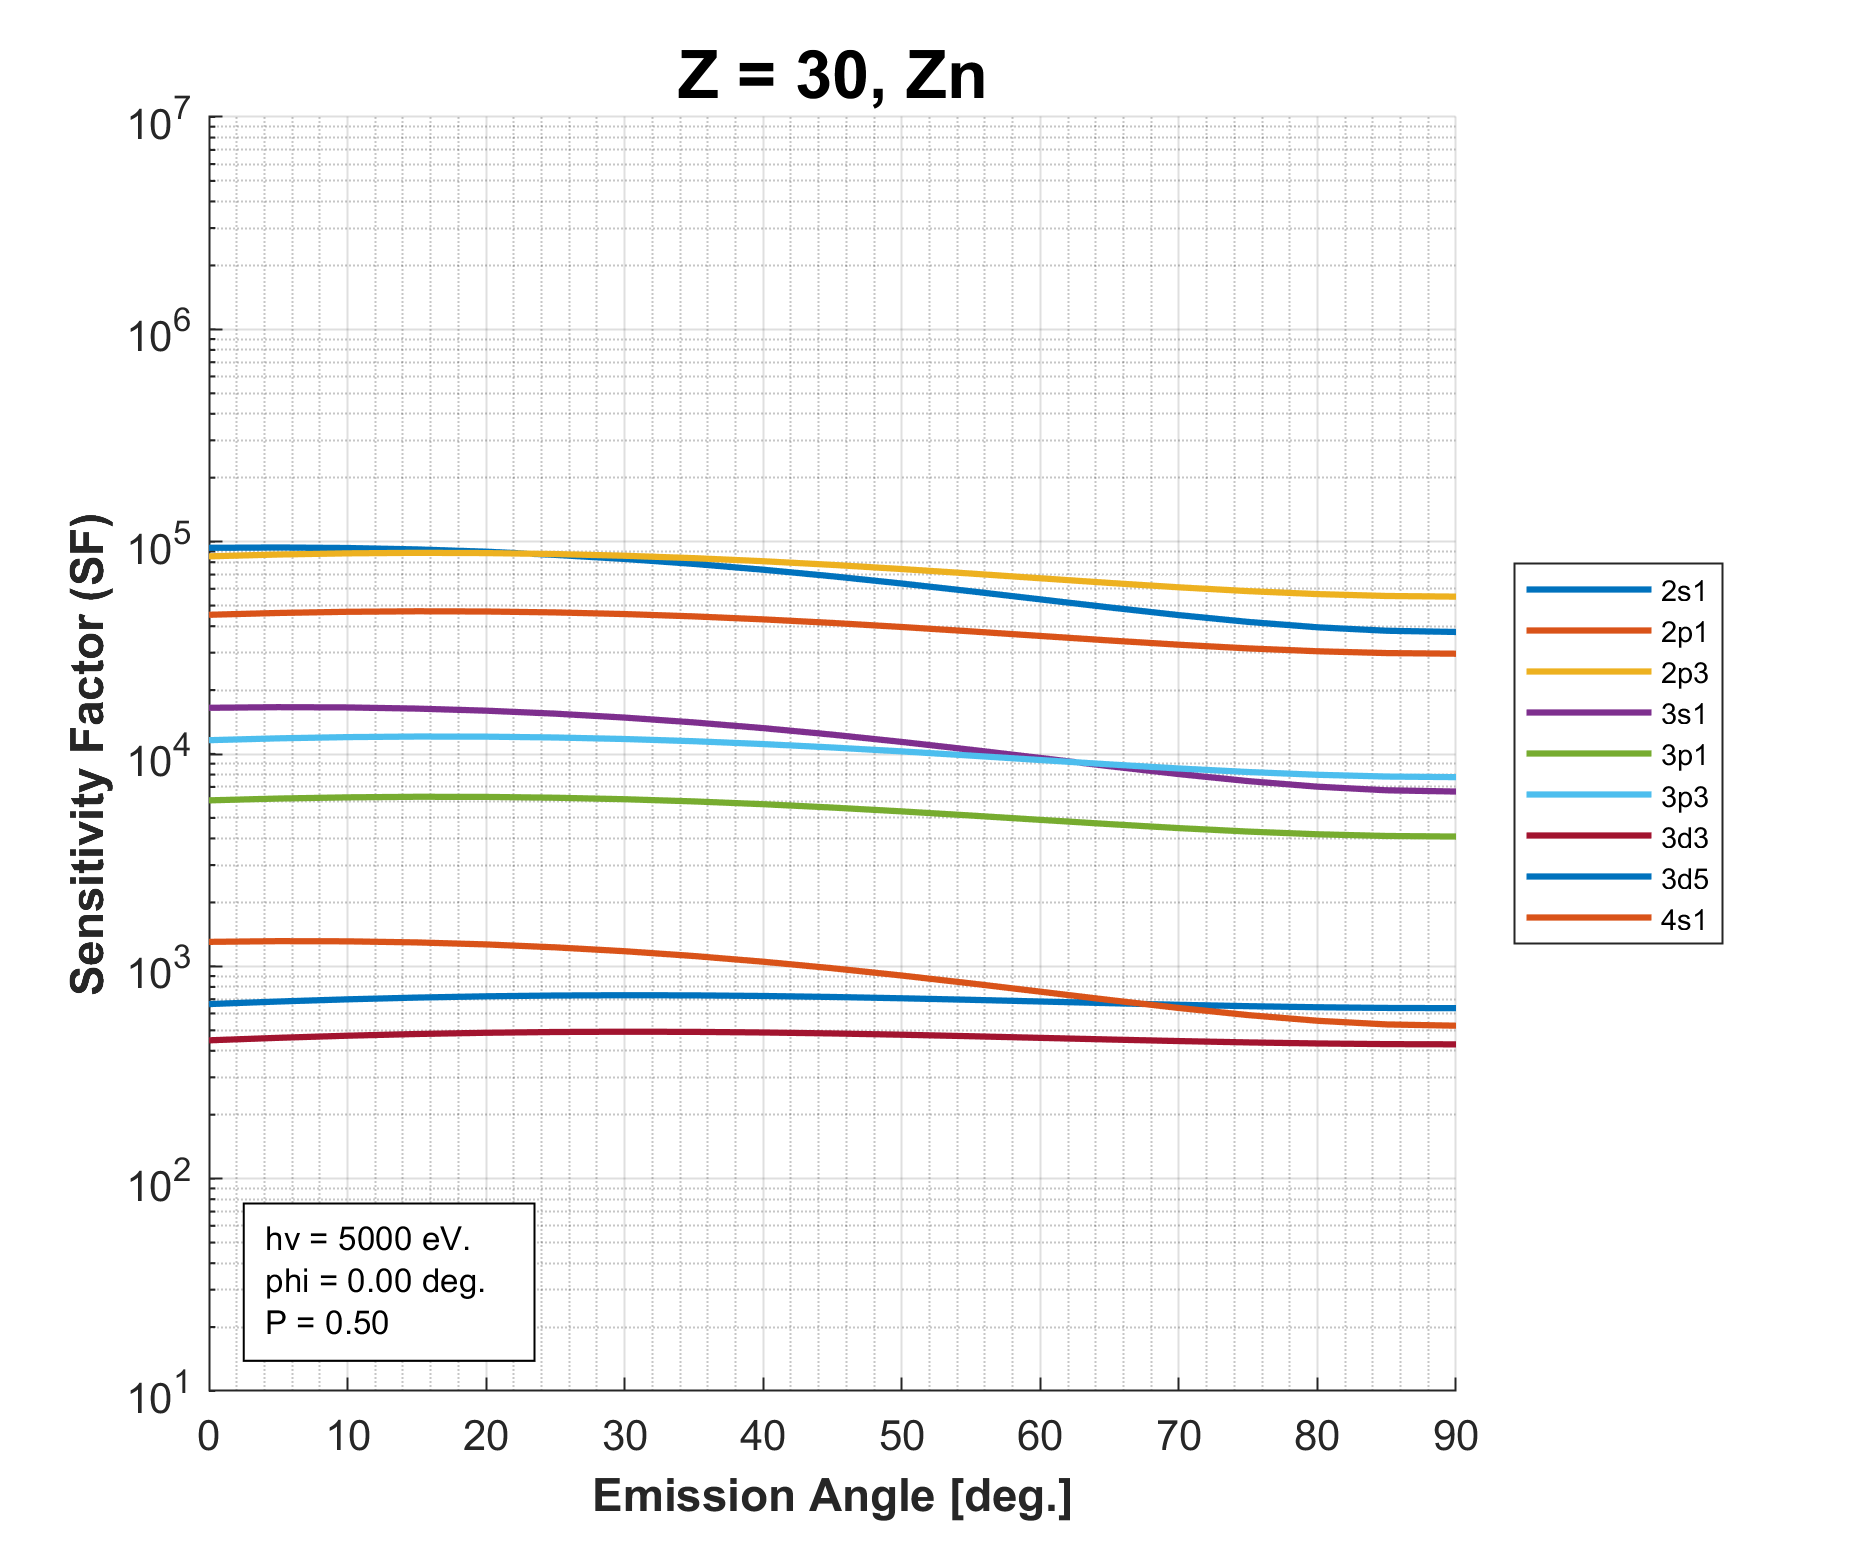 Z = 30, Zn
10^7
10^6
10^5
10^4
10^3
10^2
10^1
Sensitivity Factor (SF)
2s1
2p1
2p3
3s1
3p1
3p3
3d3
3d5
4s1
hv = 5000 eV.
phi = 0.00 deg.
P = 0.50
0 10 20 30 40 50 60 70 80 90
Emission Angle [deg.]